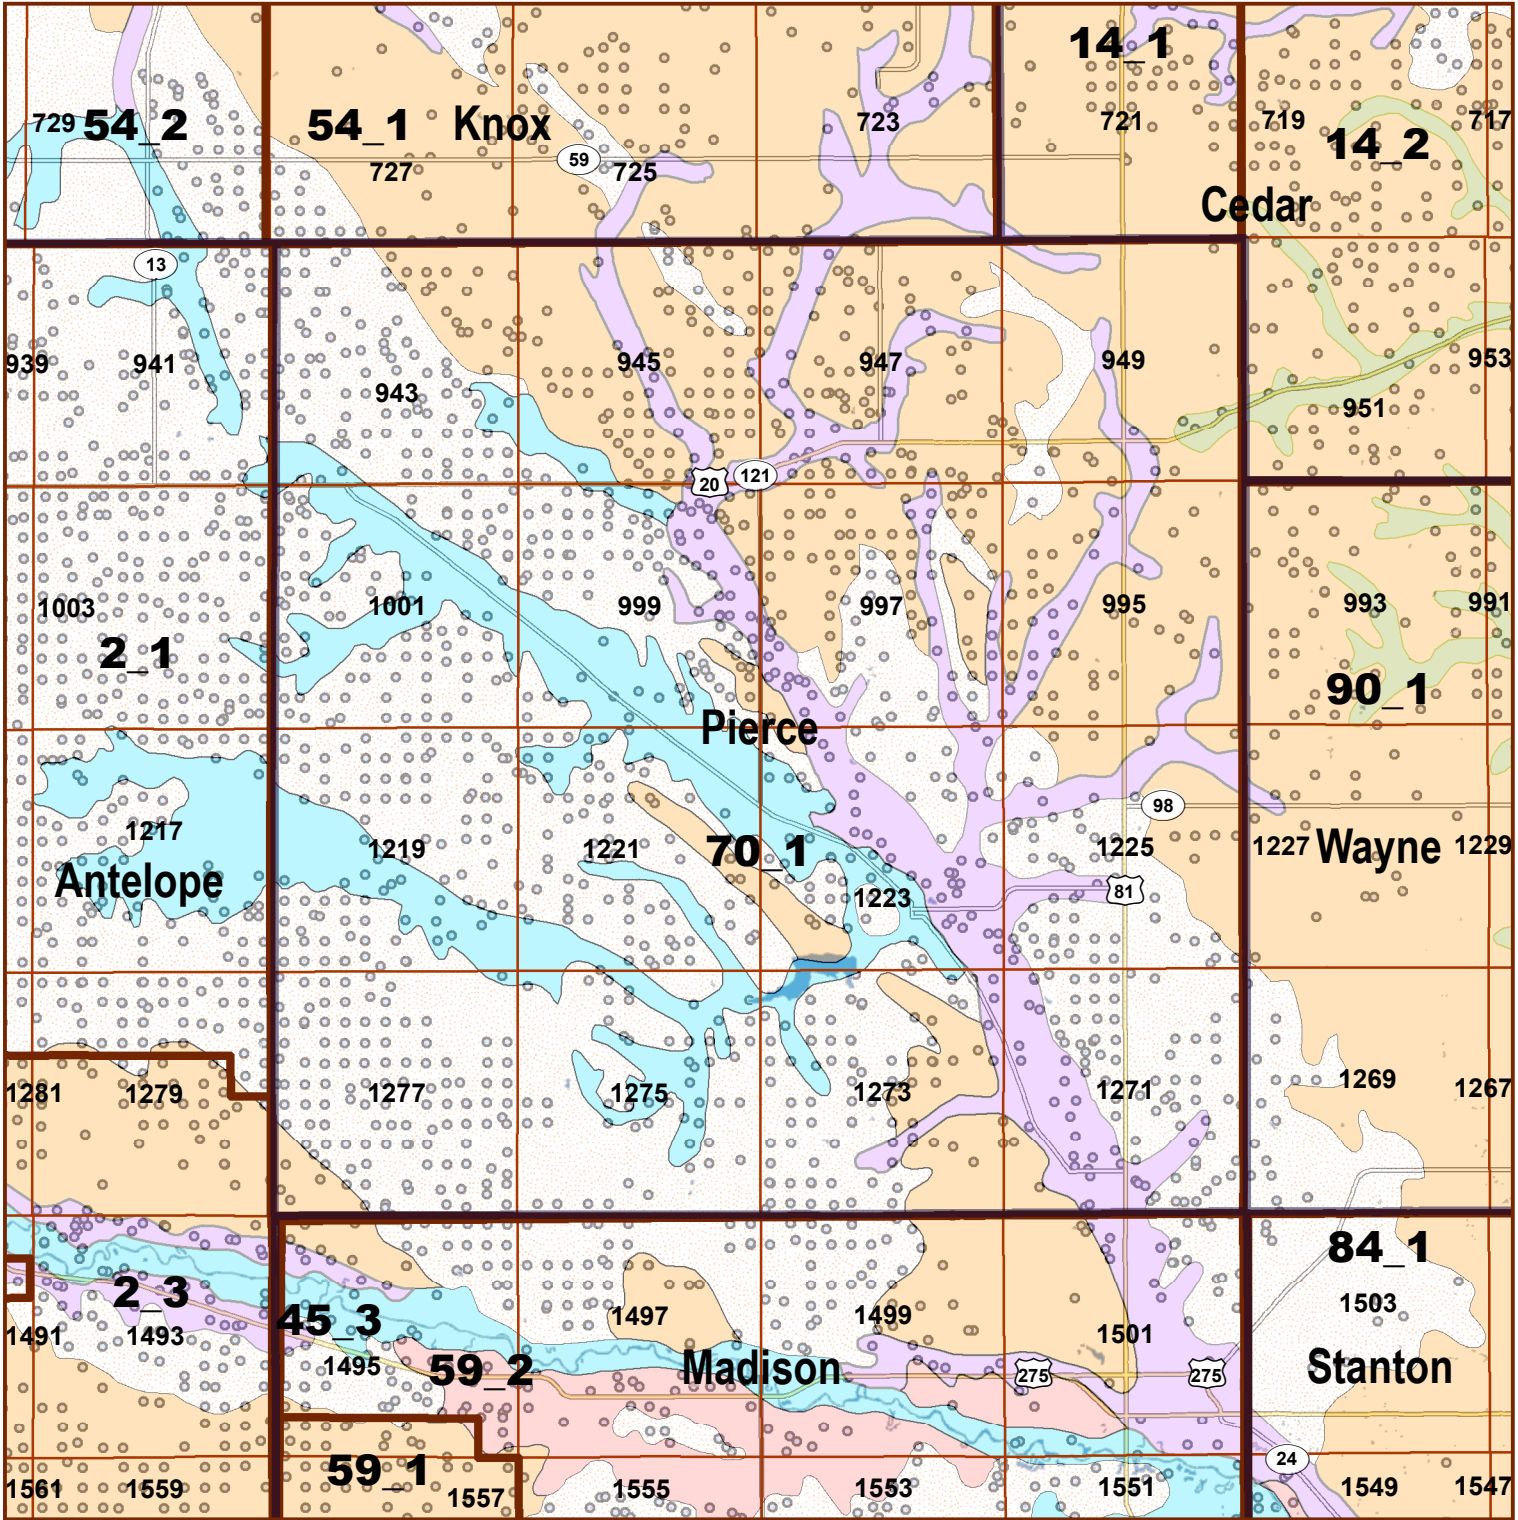 14_1
729 54_2 54_1 Knox 723 721 719 717
14_2
59
727 725
Cedar
13
939 941 943 945 947 949 951 953
20 121
1003 1001 999 997 995 993 991
2_1 90_1
Pierce
98
1217 1219 1221 70_1 1225 1227 Wayne 1229
Antelope 1223 81
1281 1279 1277 1275 1273 1271 1269 1267
84_1
2_3 45_3 1497 1499 1503
1491 1493 1495 59_2 Madison 1501 Stanton
275 275
24
59_1
1561 1559 1557 1555 1553 1551 1549 1547